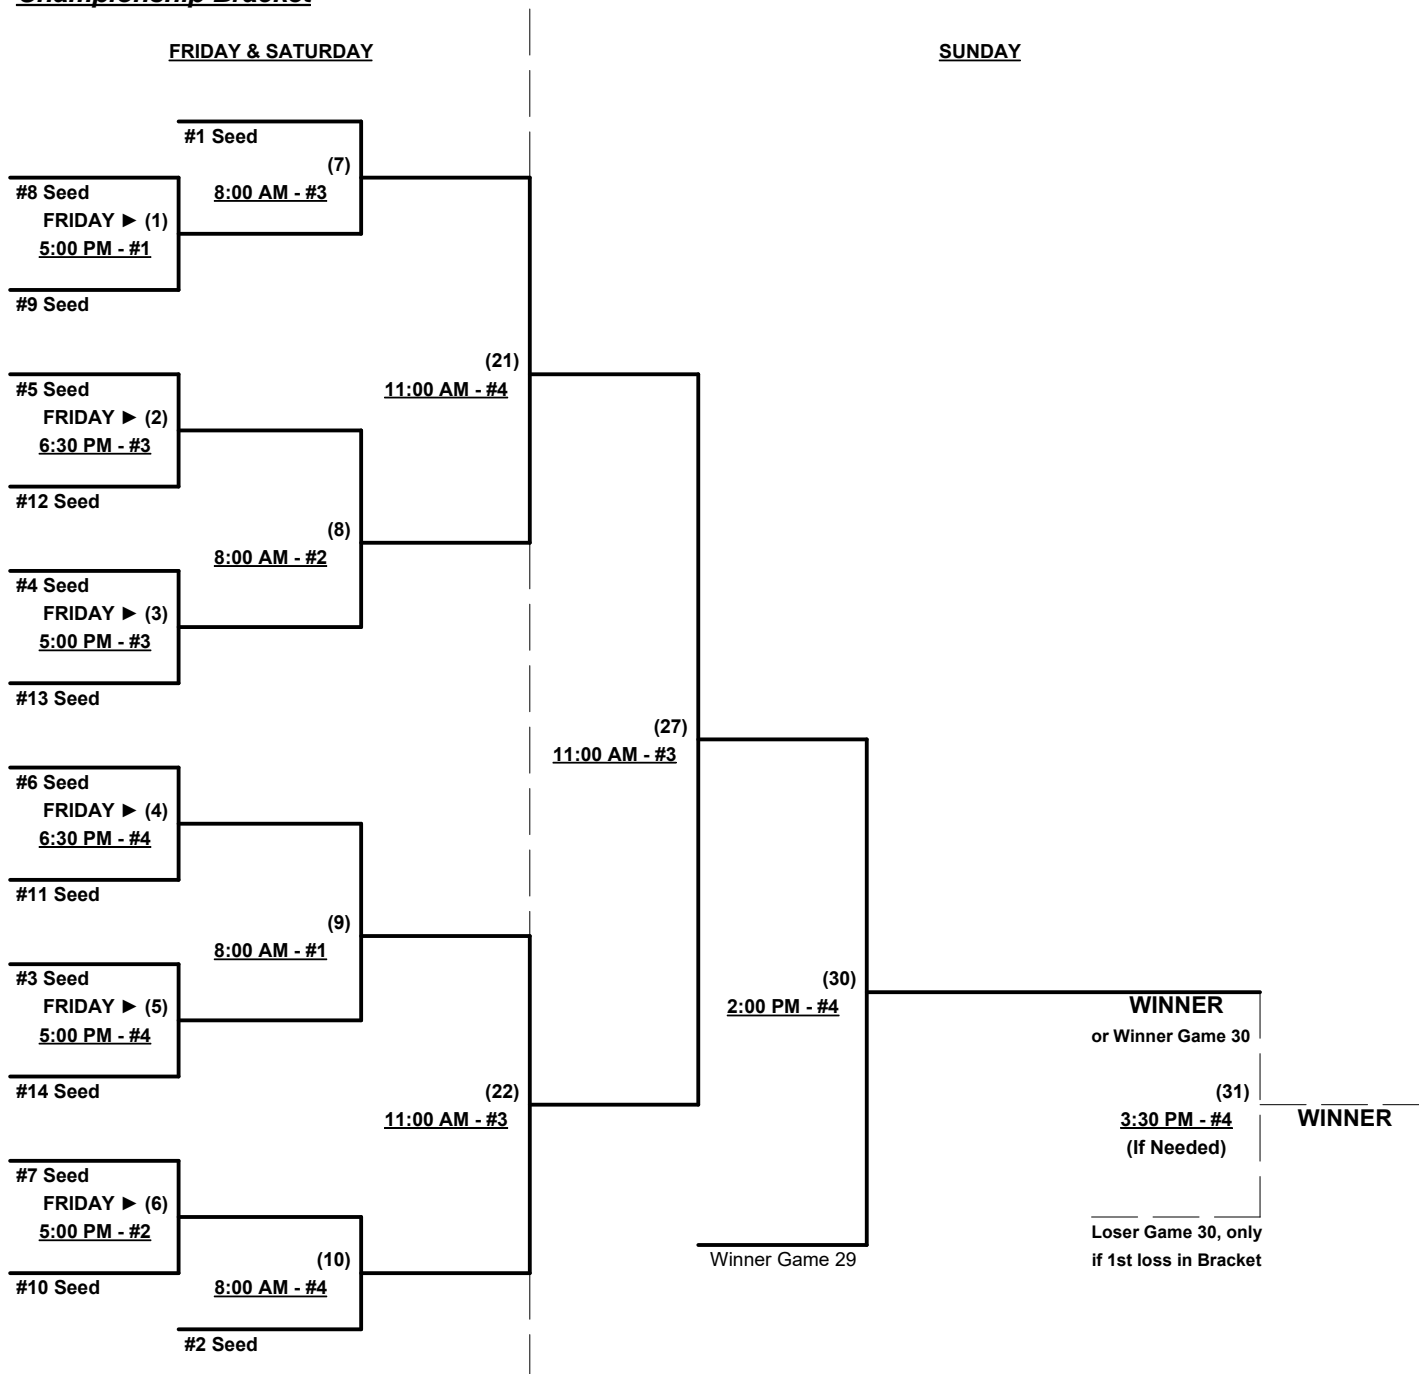 Championship Bracket
FRIDAY & SATURDAY
SUNDAY
#1 Seed
(7)
8:00 AM - #3
#8 Seed
FRIDAY ► (1)
5:00 PM - #1
#9 Seed
(21)
11:00 AM - #4
#5 Seed
FRIDAY ► (2)
6:30 PM - #3
#12 Seed
(8)
8:00 AM - #2
#4 Seed
FRIDAY ► (3)
5:00 PM - #3
#13 Seed
(27)
11:00 AM - #3
#6 Seed
FRIDAY ► (4)
6:30 PM - #4
#11 Seed
(9)
8:00 AM - #1
#3 Seed
FRIDAY ► (5)
5:00 PM - #4
#14 Seed
(30)
2:00 PM - #4
WINNER
or Winner Game 30
(22)
11:00 AM - #3
(31)
3:30 PM - #4
(If Needed)
WINNER
#7 Seed
FRIDAY ► (6)
5:00 PM - #2
#10 Seed
(10)
8:00 AM - #4
#2 Seed
Winner Game 29
Loser Game 30, only
if 1st loss in Bracket